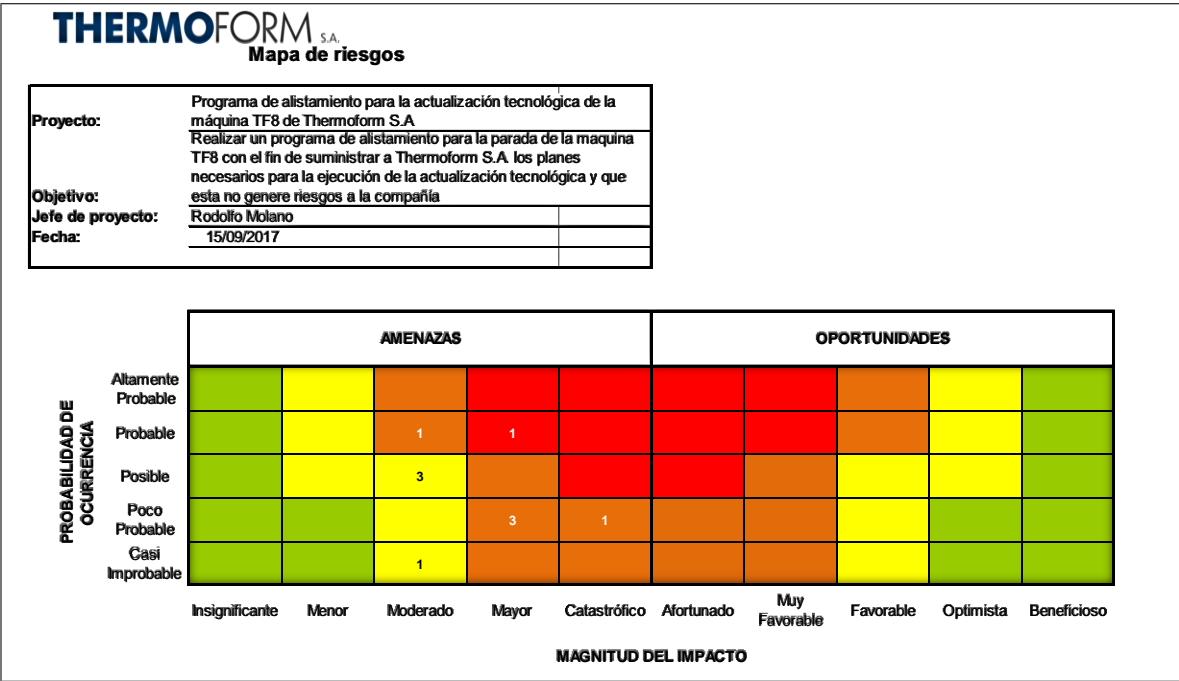 THERMOFORM S.A.
Mapa de riesgos
Proyecto:
Programa de alistamiento para la actualización tecnológica de la
máquina TF8 de Thermoform S.A
Objetivo:
Realizar un programa de alistamiento para la parada de la maquina
TF8 con el fin de suministrar a Thermoform S.A. los planes
necesarios para la ejecución de la actualización tecnológica y que
esta no genere riesgos a la compañía
Jefe de proyecto: Rodolfo Molano
Fecha: 15/09/2017
AMENAZAS OPORTUNIDADES
PROBABILIDAD DE
OCURRENCIA
Altamente
Probable
Probable 1 1
Posible 3
Poco
Probable 3 1
Casi
Improbable 1
Insignificante Menor Moderado Mayor Catastrófico Afortunado Muy Favorable Favorable Optimista Beneficioso
MAGNITUD DEL IMPACTO